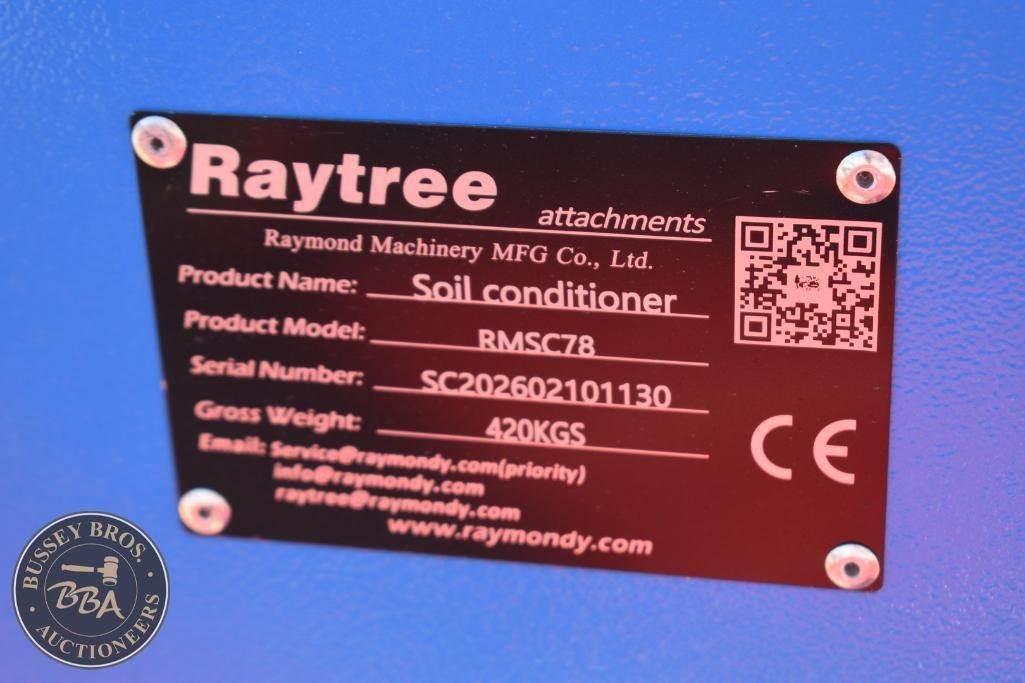 Raytree
attachments
Raymond Machinery MFG Co., Ltd.
Product Name: Soil conditioner
Product Model: RMSC78
Serial Number: SC202602101130
Gross Weight: 420KGS
Email: Service@raymondy.com(priority)
info@raymondy.com
raytree@raymondy.com
www.raymondy.com
CE
BUSSEY BROS.
BBA
AUCTIONEERS